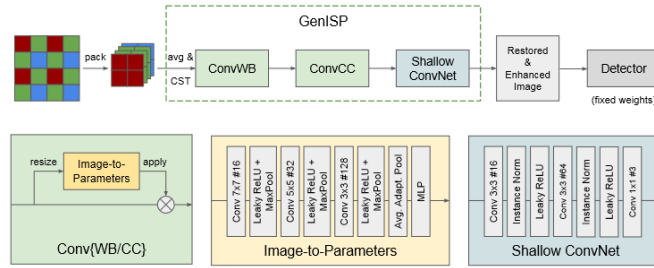 GenISP
pack
avg &
CST
ConvWB
ConvCC
Shallow
ConvNet
Restored
&
Enhanced
Image
Detector
(fixed weights)
resize
Image-to-
Parameters
apply
Conv{WB/CC}
Conv 7x7 #16
Leaky ReLU +
MaxPool
Conv 5x5 #32
Leaky ReLU +
MaxPool
Conv 3x3 #128
Leaky ReLU +
MaxPool
Avg. Adapt. Pool
MLP
Image-to-Parameters
Conv 3x3 #16
Instance Norm
Leaky ReLU
Conv 3x3 #64
Instance Norm
Leaky ReLU
Conv 1x1 #3
Shallow ConvNet